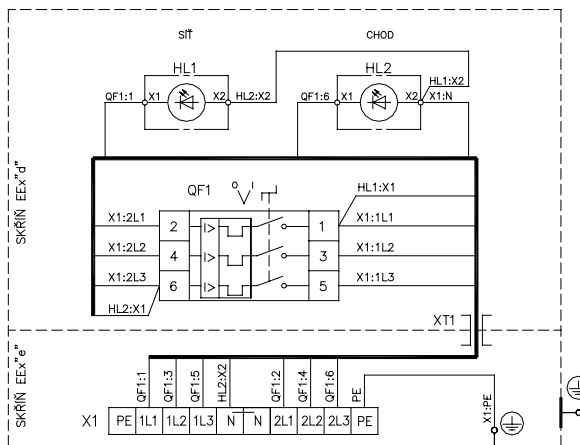 SÍŤ CHOD
HL1 HL2
HL1:X2
QF1:1 X1 X2 HL2:X2 QF1:6 X1 X2 X1:N
SKŘÍŇ EEx"d"
QF1 0 I HL1:X1
X1:2L1 2 I> 1 X1:1L1
X1:2L2 4 I> 3 X1:1L2
X1:2L3 6 I> 5 X1:1L3
HL2:X1
XT1
SKŘÍŇ EEx"e"
QF1:1 QF1:3 QF1:5 HL2:X2 QF1:2 QF1:4 QF1:6 PE
X1:PE
X1 PE 1L1 1L2 1L3 N N 2L1 2L2 2L3 PE